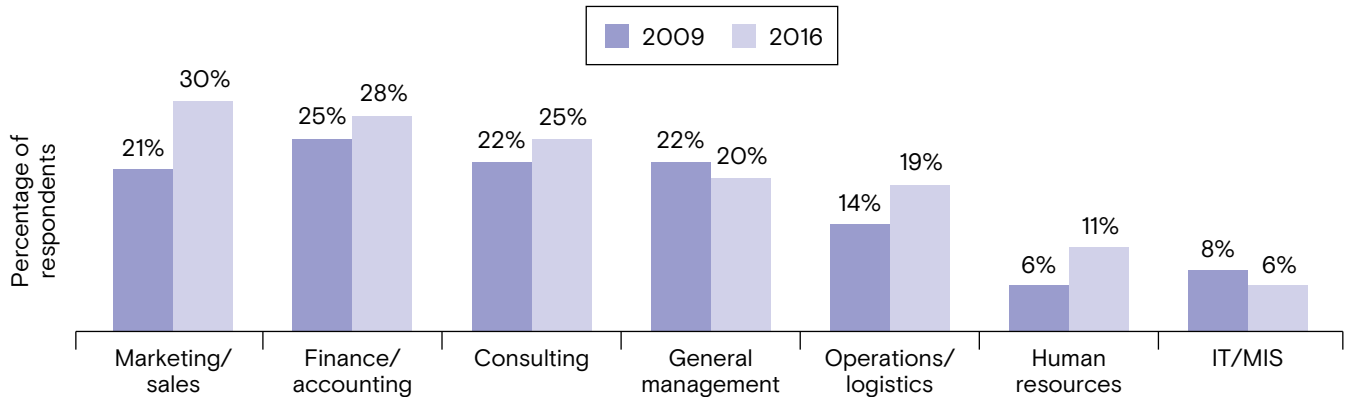 2009 2016
30%
28%
25%
25%
21%
22%
22%
20%
19%
14%
11%
8%
6%
6%
Percentage of
respondents
Marketing/
sales
Finance/
accounting
Consulting
General
management
Operations/
logistics
Human
resources
IT/MIS